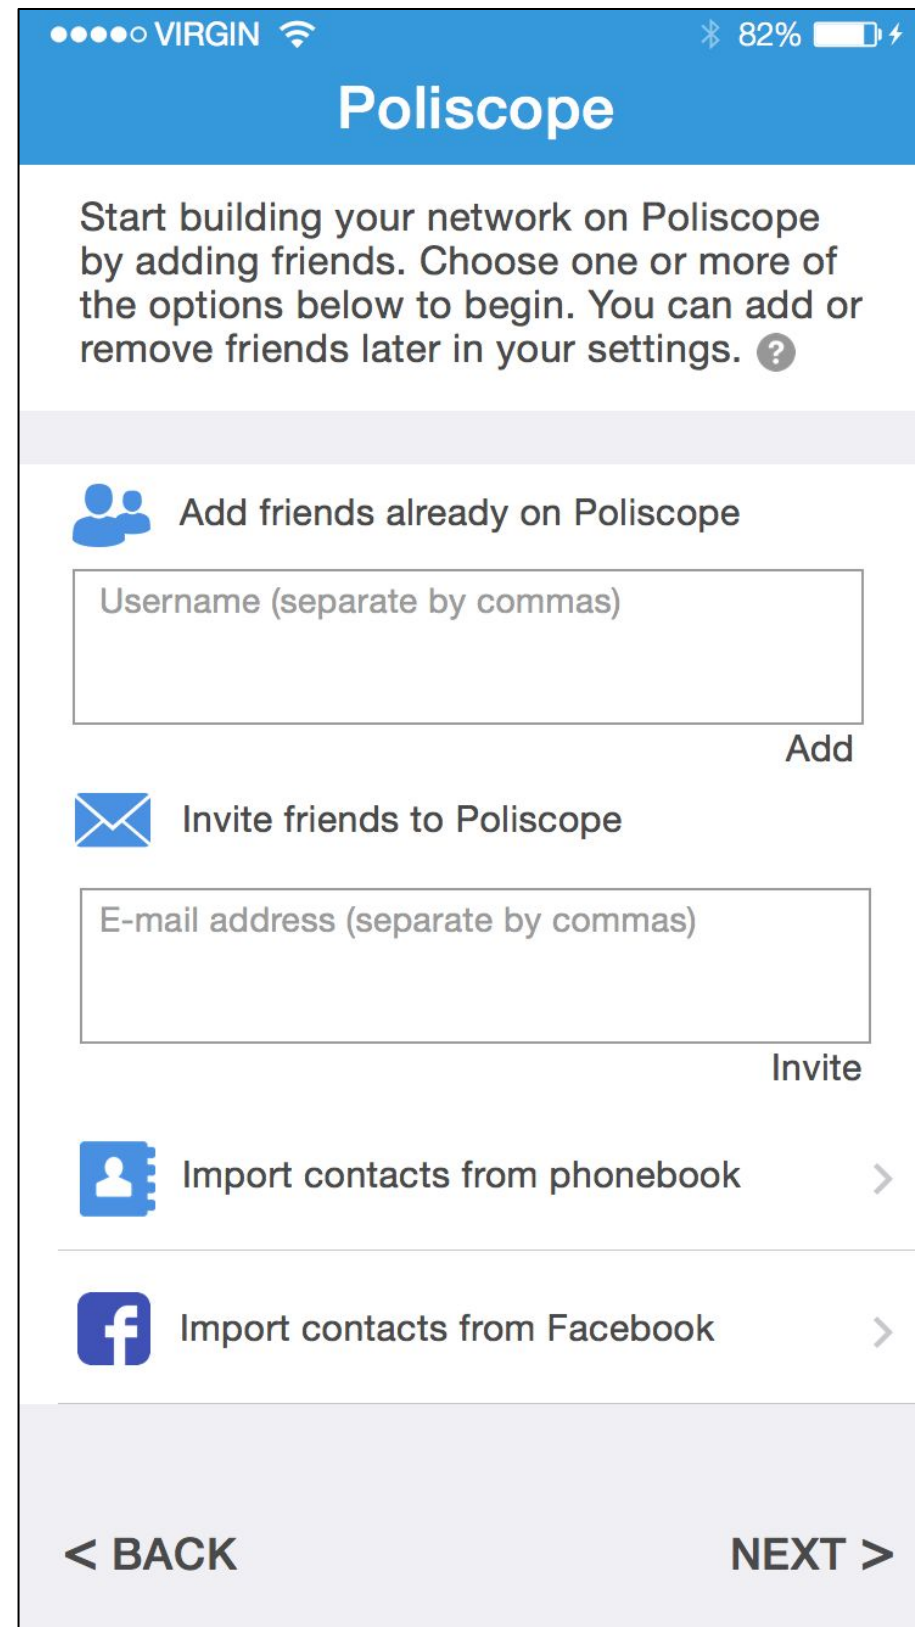 VIRGIN 82%
Poliscope
Start building your network on Poliscope
by adding friends. Choose one or more of
the options below to begin. You can add or
remove friends later in your settings. ?
Add friends already on Poliscope
Username (separate by commas)
Add
Invite friends to Poliscope
E-mail address (separate by commas)
Invite
Import contacts from phonebook >
Import contacts from Facebook >
< BACK NEXT >